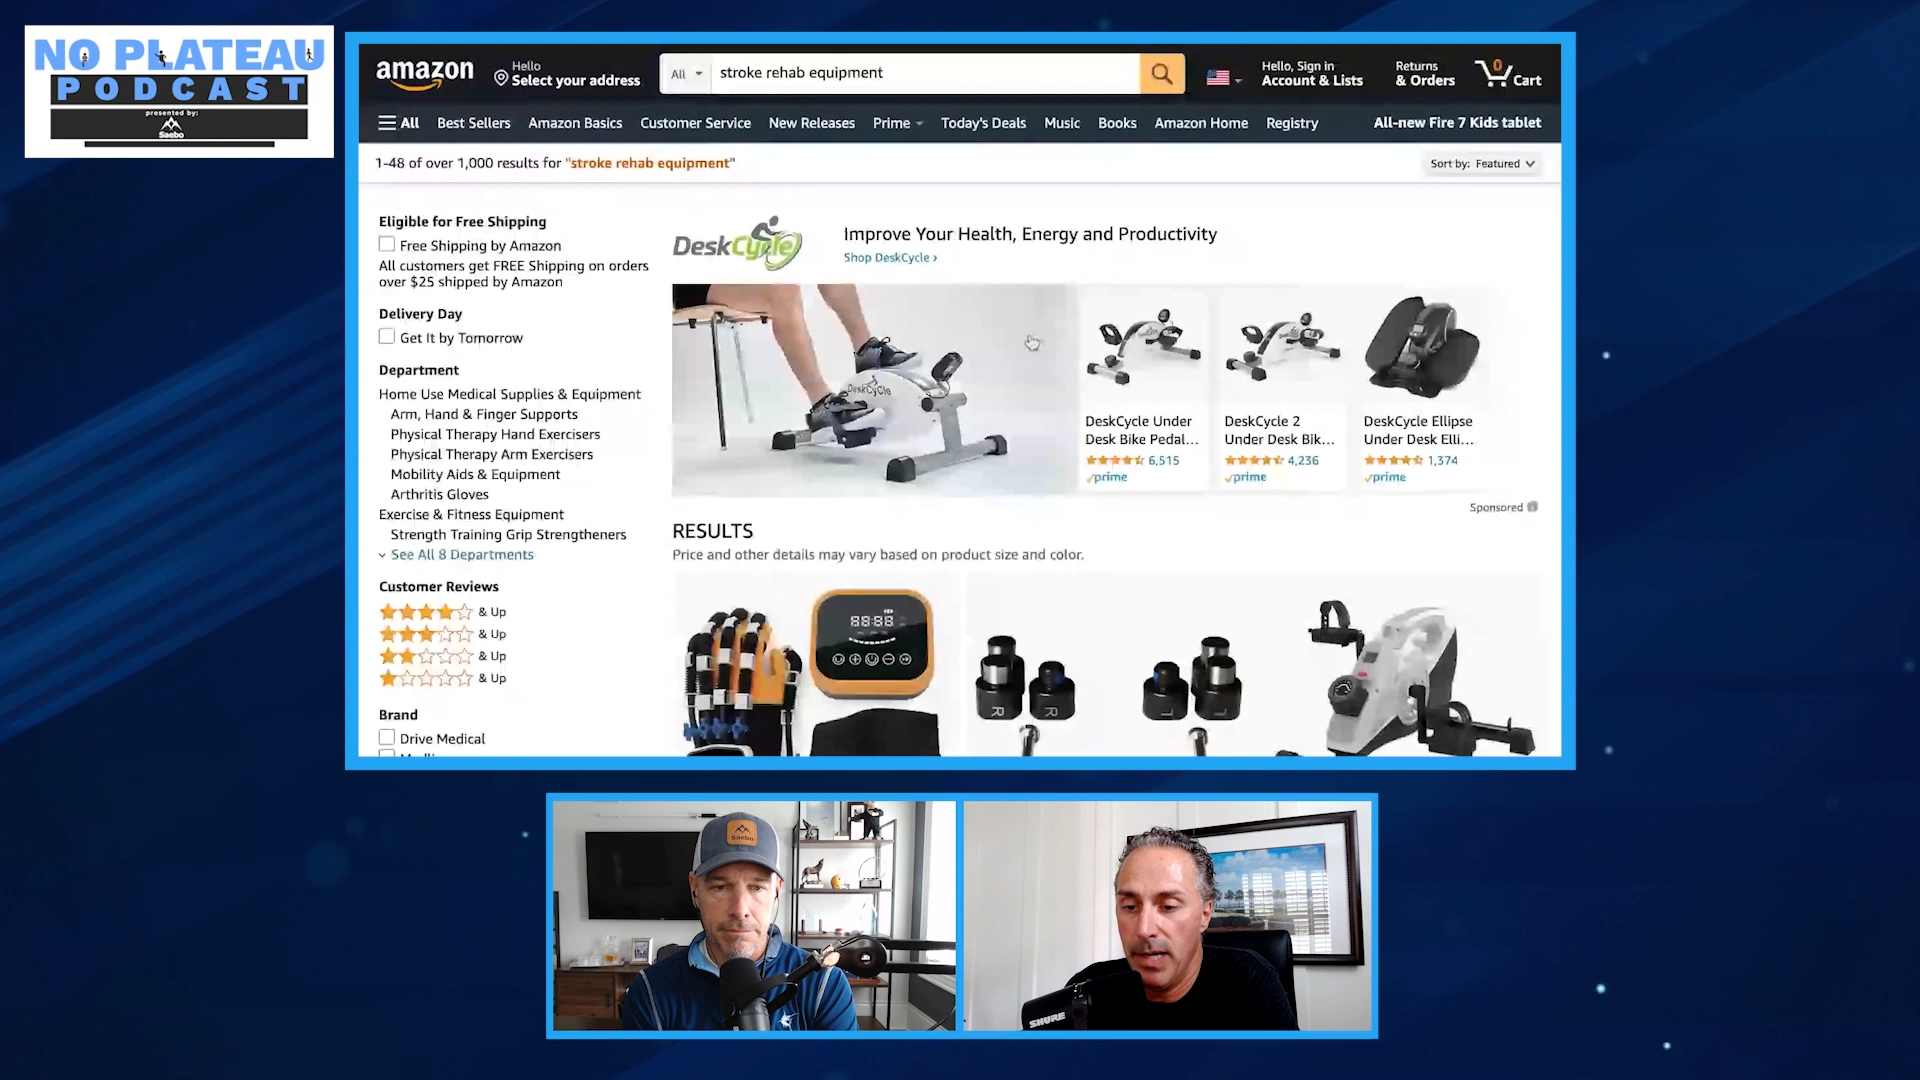 NO PLATEAU
PODCAST
presented by:
Saebo
amazon
Hello
Select your address
All
stroke rehab equipment
Hello, Sign in
Account & Lists
Returns
& Orders
0
Cart
All
Best Sellers
Amazon Basics
Customer Service
New Releases
Prime
Today's Deals
Music
Books
Amazon Home
Registry
All-new Fire 7 Kids tablet
1-48 of over 1,000 results for "stroke rehab equipment"
Sort by: Featured
Eligible for Free Shipping
Free Shipping by Amazon
All customers get FREE Shipping on orders
over $25 shipped by Amazon
Delivery Day
Get It by Tomorrow
Department
Home Use Medical Supplies & Equipment
Arm, Hand & Finger Supports
Physical Therapy Hand Exercisers
Physical Therapy Arm Exercisers
Mobility Aids & Equipment
Arthritis Gloves
Exercise & Fitness Equipment
Strength Training Grip Strengtheners
See All 8 Departments
Customer Reviews
& Up
& Up
& Up
& Up
Brand
Drive Medical
DeskCycle
Improve Your Health, Energy and Productivity
Shop DeskCycle ›
DeskCycle
DeskCycle Under
Desk Bike Pedal...
6,515
prime
DeskCycle 2
Under Desk Bik...
4,236
prime
DeskCycle Ellipse
Under Desk Elli...
1,374
prime
Sponsored
RESULTS
Price and other details may vary based on product size and color.
88:88
R
R
L
L
Saebo
SHURE